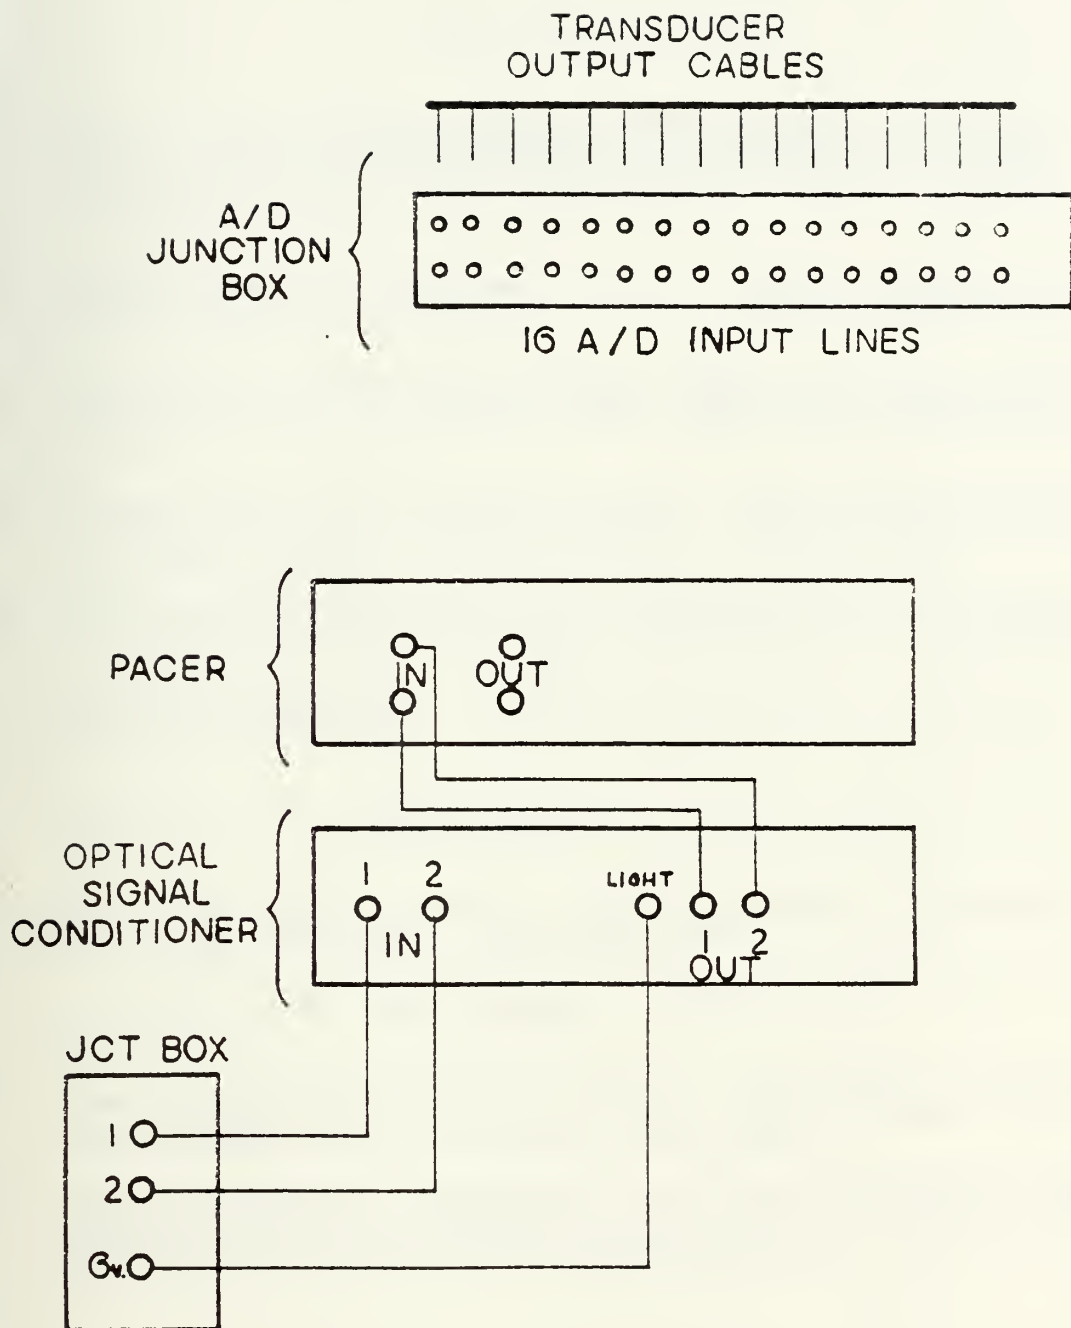 TRANSDUCER
OUTPUT CABLES
A/D
JUNCTION
BOX
16 A/D INPUT LINES
PACER
IN
OUT
OPTICAL
SIGNAL
CONDITIONER
1 2
IN
LIGHT
1 2
OUT
JCT BOX
1
2
6v.